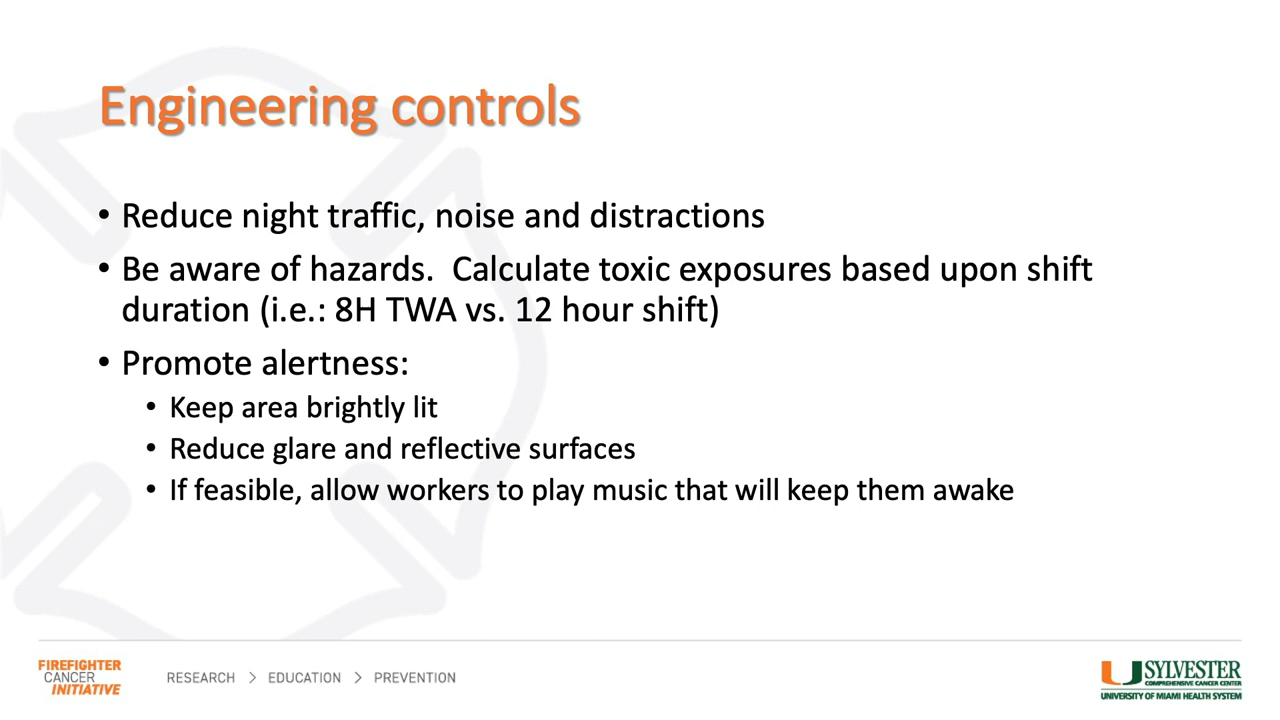 Engineering controls
• Reduce night traffic, noise and distractions
• Be aware of hazards.  Calculate toxic exposures based upon shift
duration (i.e.: 8H TWA vs. 12 hour shift)
• Promote alertness:
• Keep area brightly lit
• Reduce glare and reflective surfaces
• If feasible, allow workers to play music that will keep them awake
FIREFIGHTER
CANCER
INITIATIVE
RESEARCH > EDUCATION > PREVENTION
SYLVESTER
COMPREHENSIVE CANCER CENTER
UNIVERSITY OF MIAMI HEALTH SYSTEM